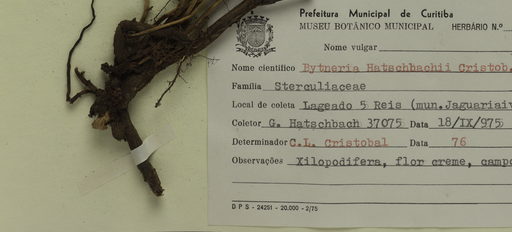 Prefeitura Municipal de Curitiba
MUSEU BOTÂNICO MUNICIPAL HERBÁRIO N.º
Nome vulgar
Nome científico Bytneria Hatschbachii Cristob.
Família Sterculiaceae
Local de coleta Lageado 5 Reis (mun.Jaguariaiv
Coletor G. Hatschbach 37075 Data 18/IX/975
Determinador C.L. Cristobal Data 76
Observações Xilopodifera, flor creme, campo
D P S - 24251 - 20.000 - 2/75